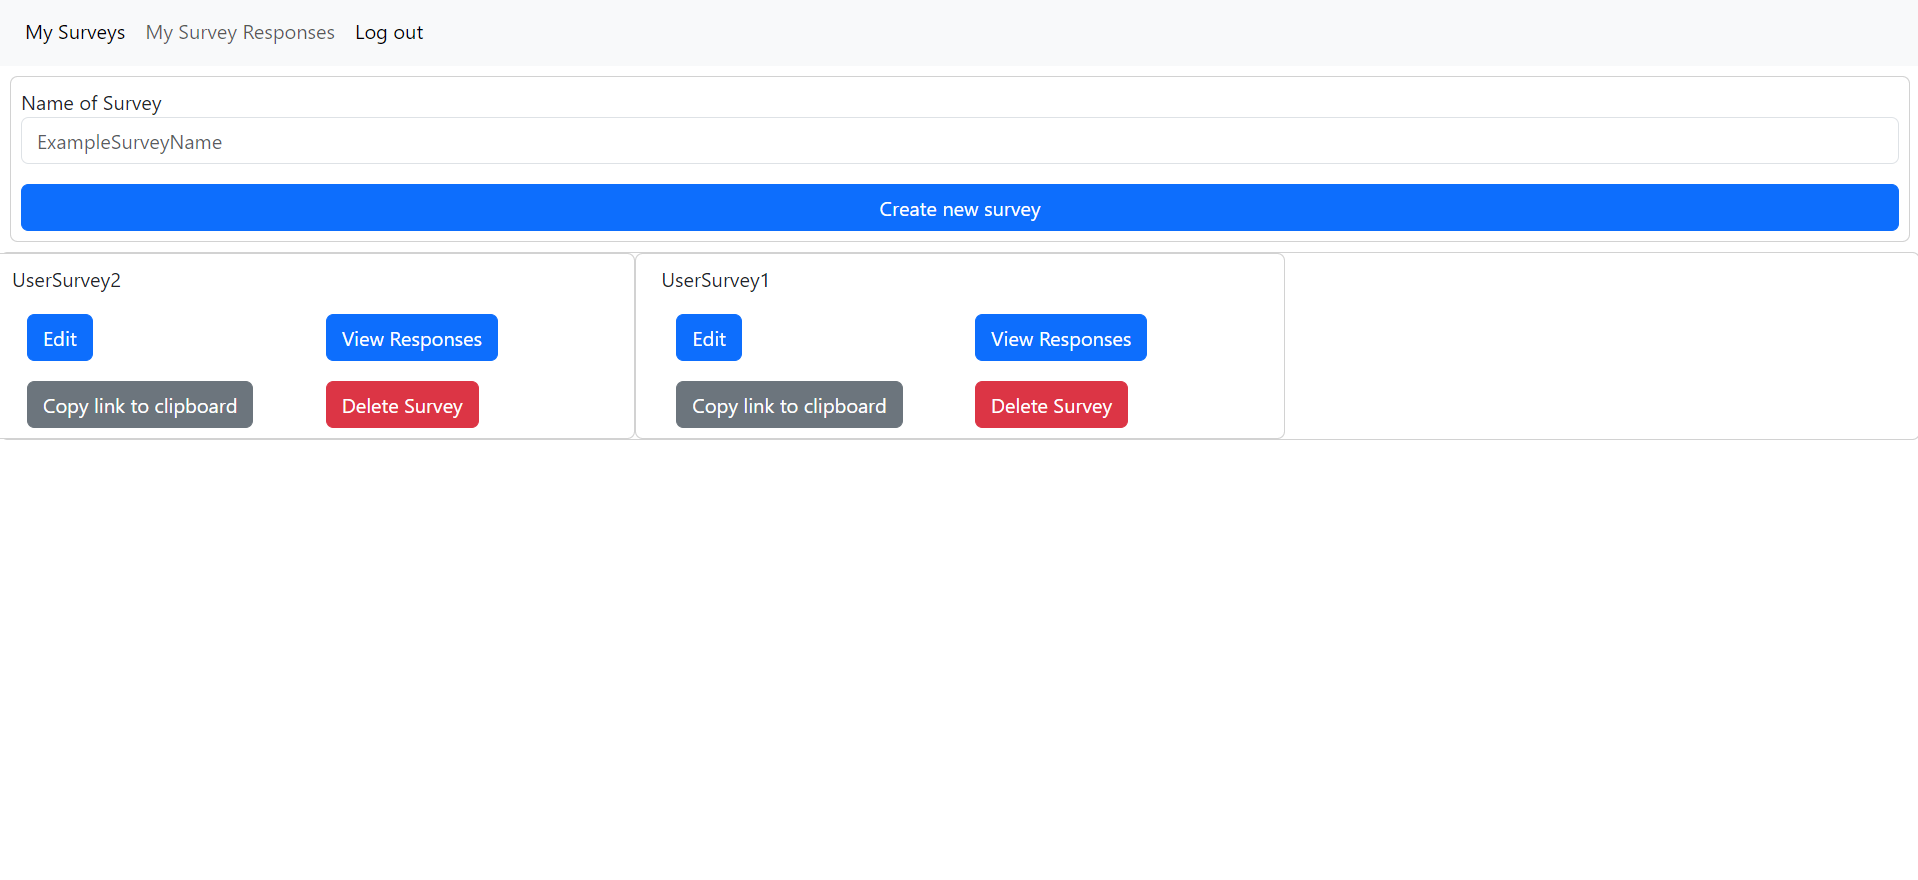 My Surveys My Survey Responses Log out
Name of Survey
ExampleSurveyName
Create new survey
UserSurvey2
Edit View Responses
Copy link to clipboard Delete Survey
UserSurvey1
Edit View Responses
Copy link to clipboard Delete Survey